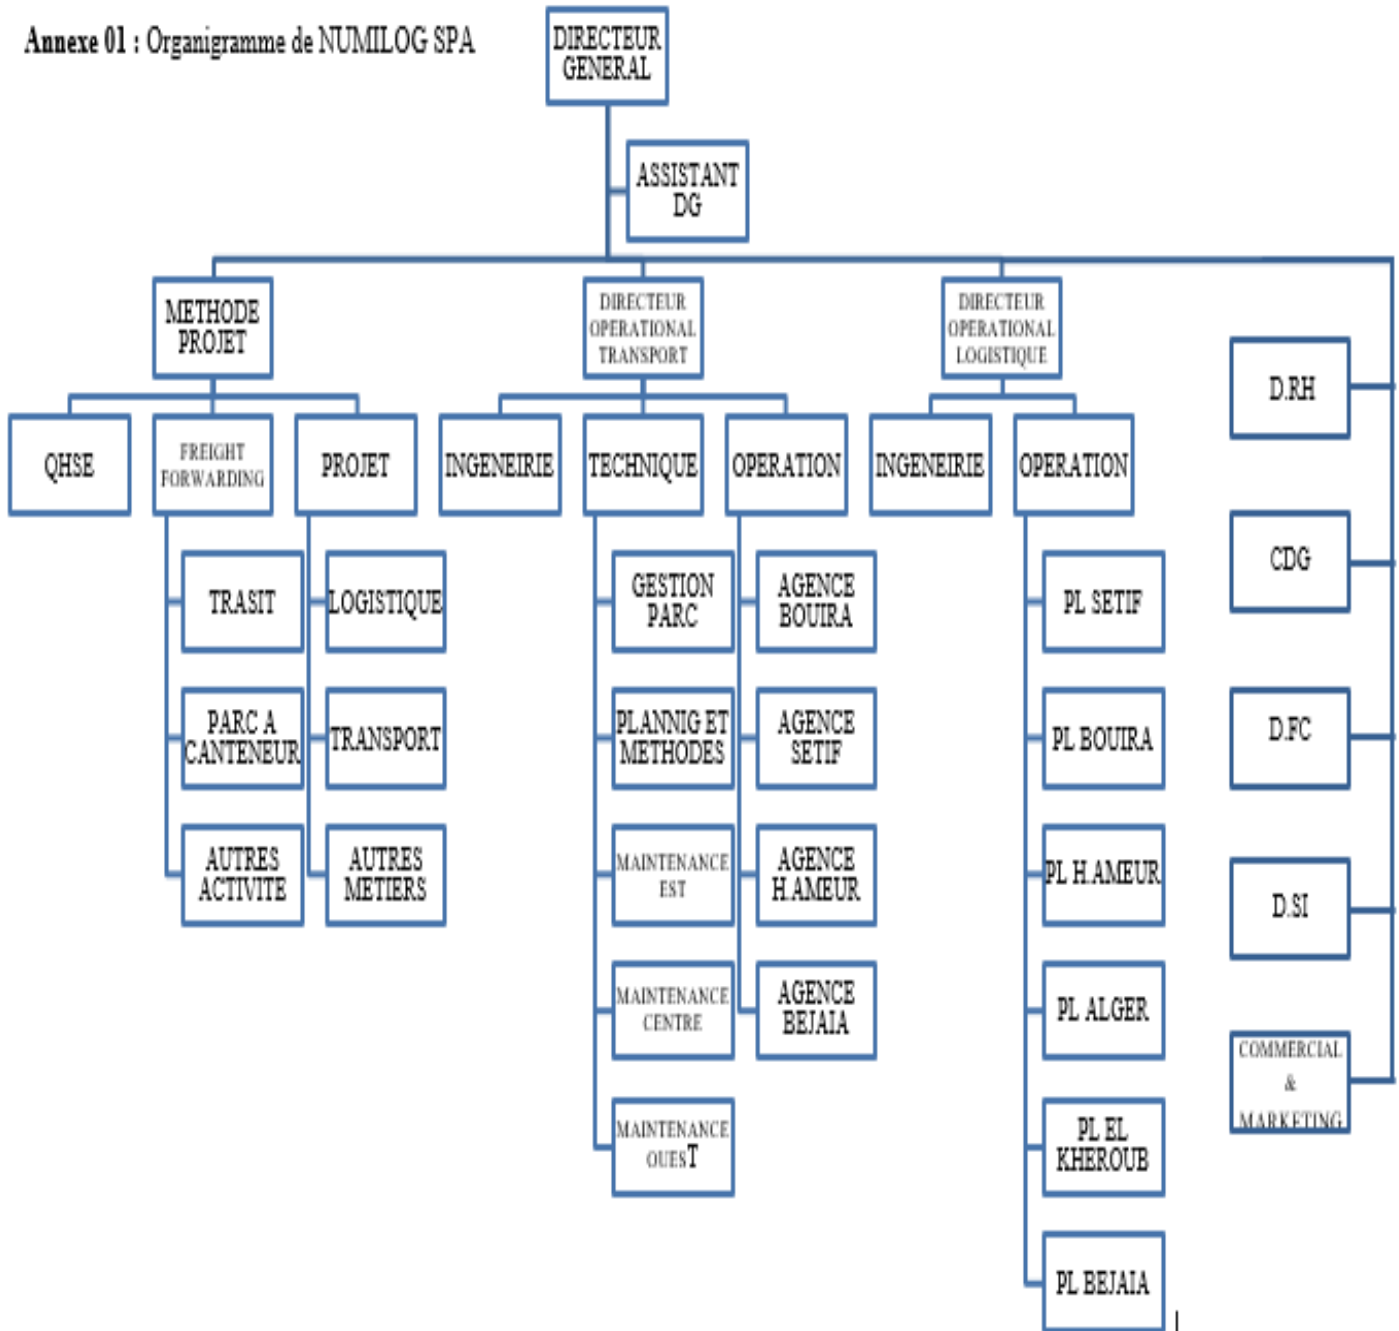 Annexe 01 : Organigramme de NUMILOG SPA
DIRECTEUR
GENERAL
ASSISTANT
DG
METHODE
PROJET
DIRECTEUR
OPERATIONAL
TRANSPORT
DIRECTEUR
OPERATIONAL
LOGISTIQUE
QHSE
FREIGHT
FORWARDING
PROJET
INGENEIRIE
TECHNIQUE
OPERATION
INGENEIRIE
OPERATION
TRASIT
PARC A
CANTENEUR
AUTRES
ACTIVITE
LOGISTIQUE
TRANSPORT
AUTRES
METIERS
GESTION
PARC
PLANNIG ET
METHODES
MAINTENANCE
EST
MAINTENANCE
CENTRE
MAINTENANCE
OUEST
AGENCE
BOUIRA
AGENCE
SETIF
AGENCE
H.AMEUR
AGENCE
BEJAIA
PL SETIF
PL BOUIRA
PL H.AMEUR
PL ALGER
PL EL
KHEROUB
PL BEJAIA
D.RH
CDG
D.FC
D.SI
COMMERCIAL
&
MARKETING